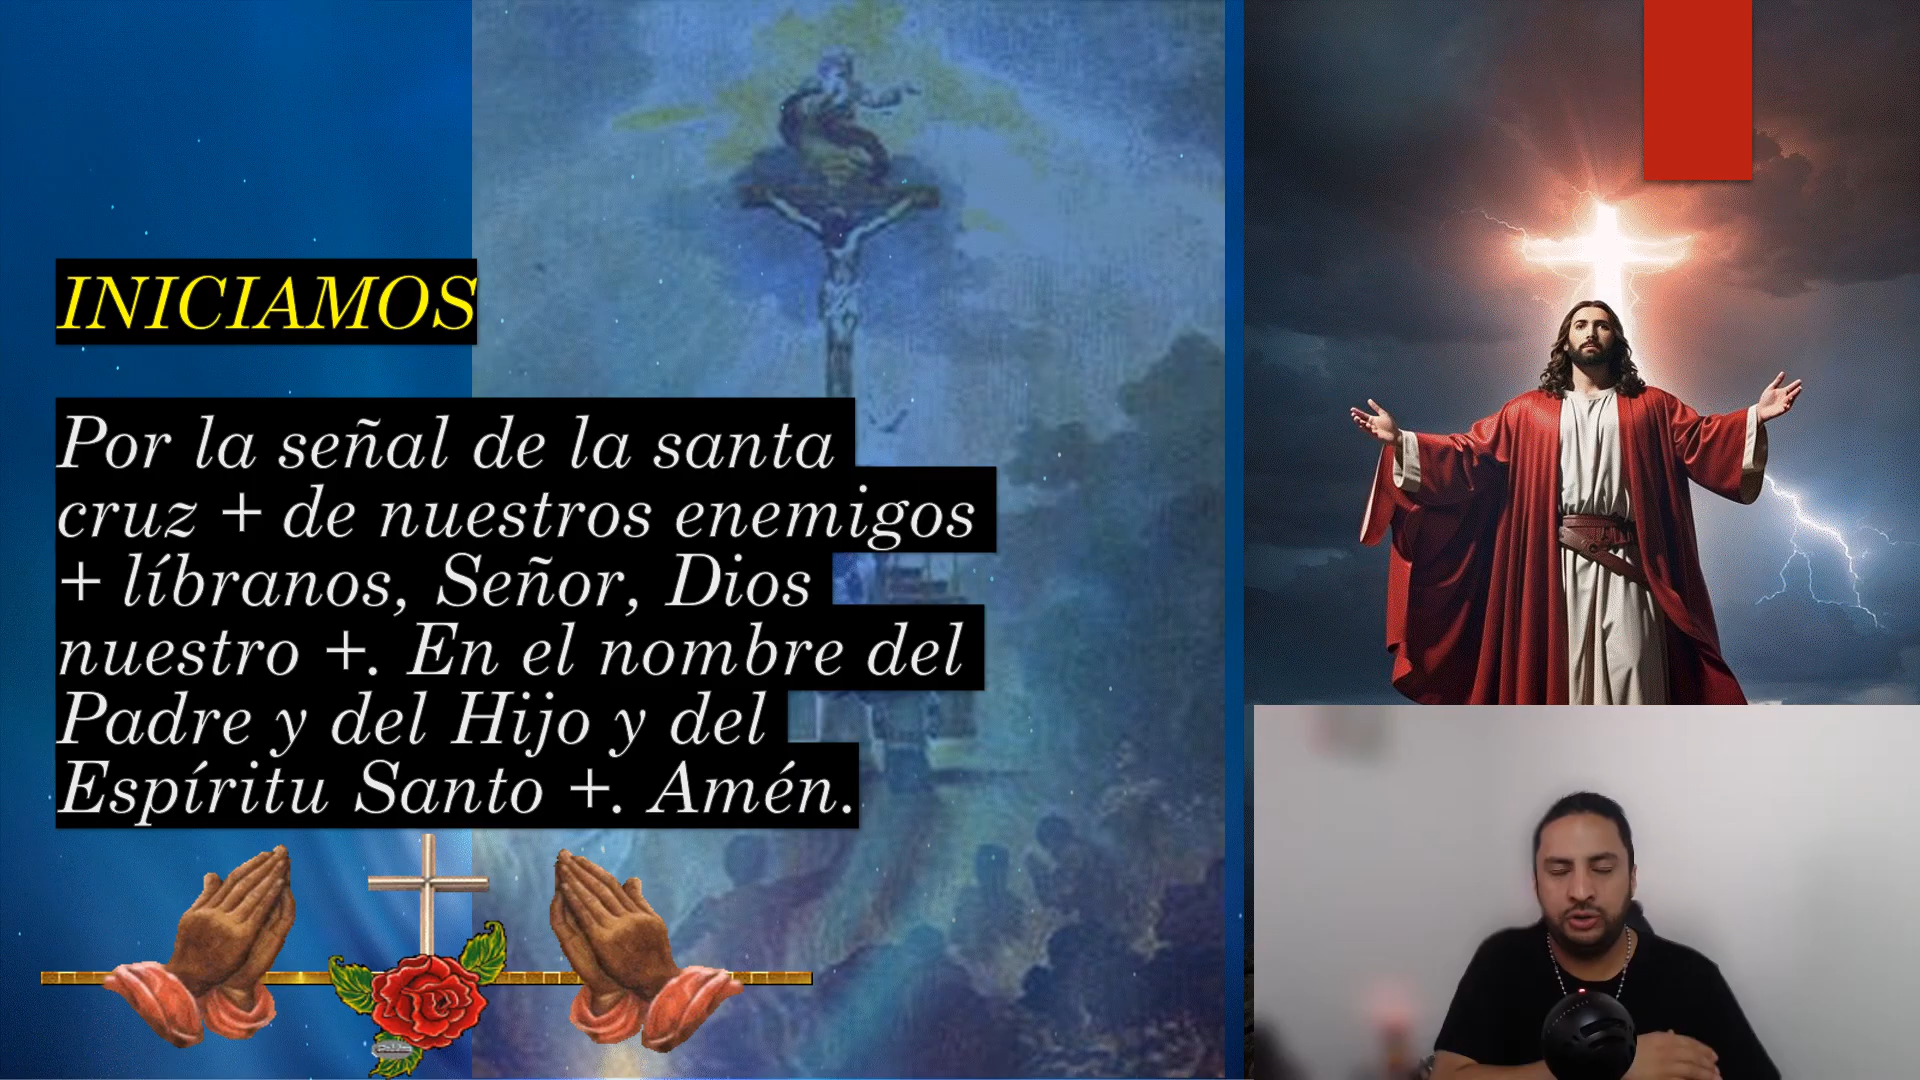 INICIAMOS
Por la señal de la santa
cruz + de nuestros enemigos
+ líbranos, Señor, Dios
nuestro +. En el nombre del
Padre y del Hijo y del
Espíritu Santo +. Amén.